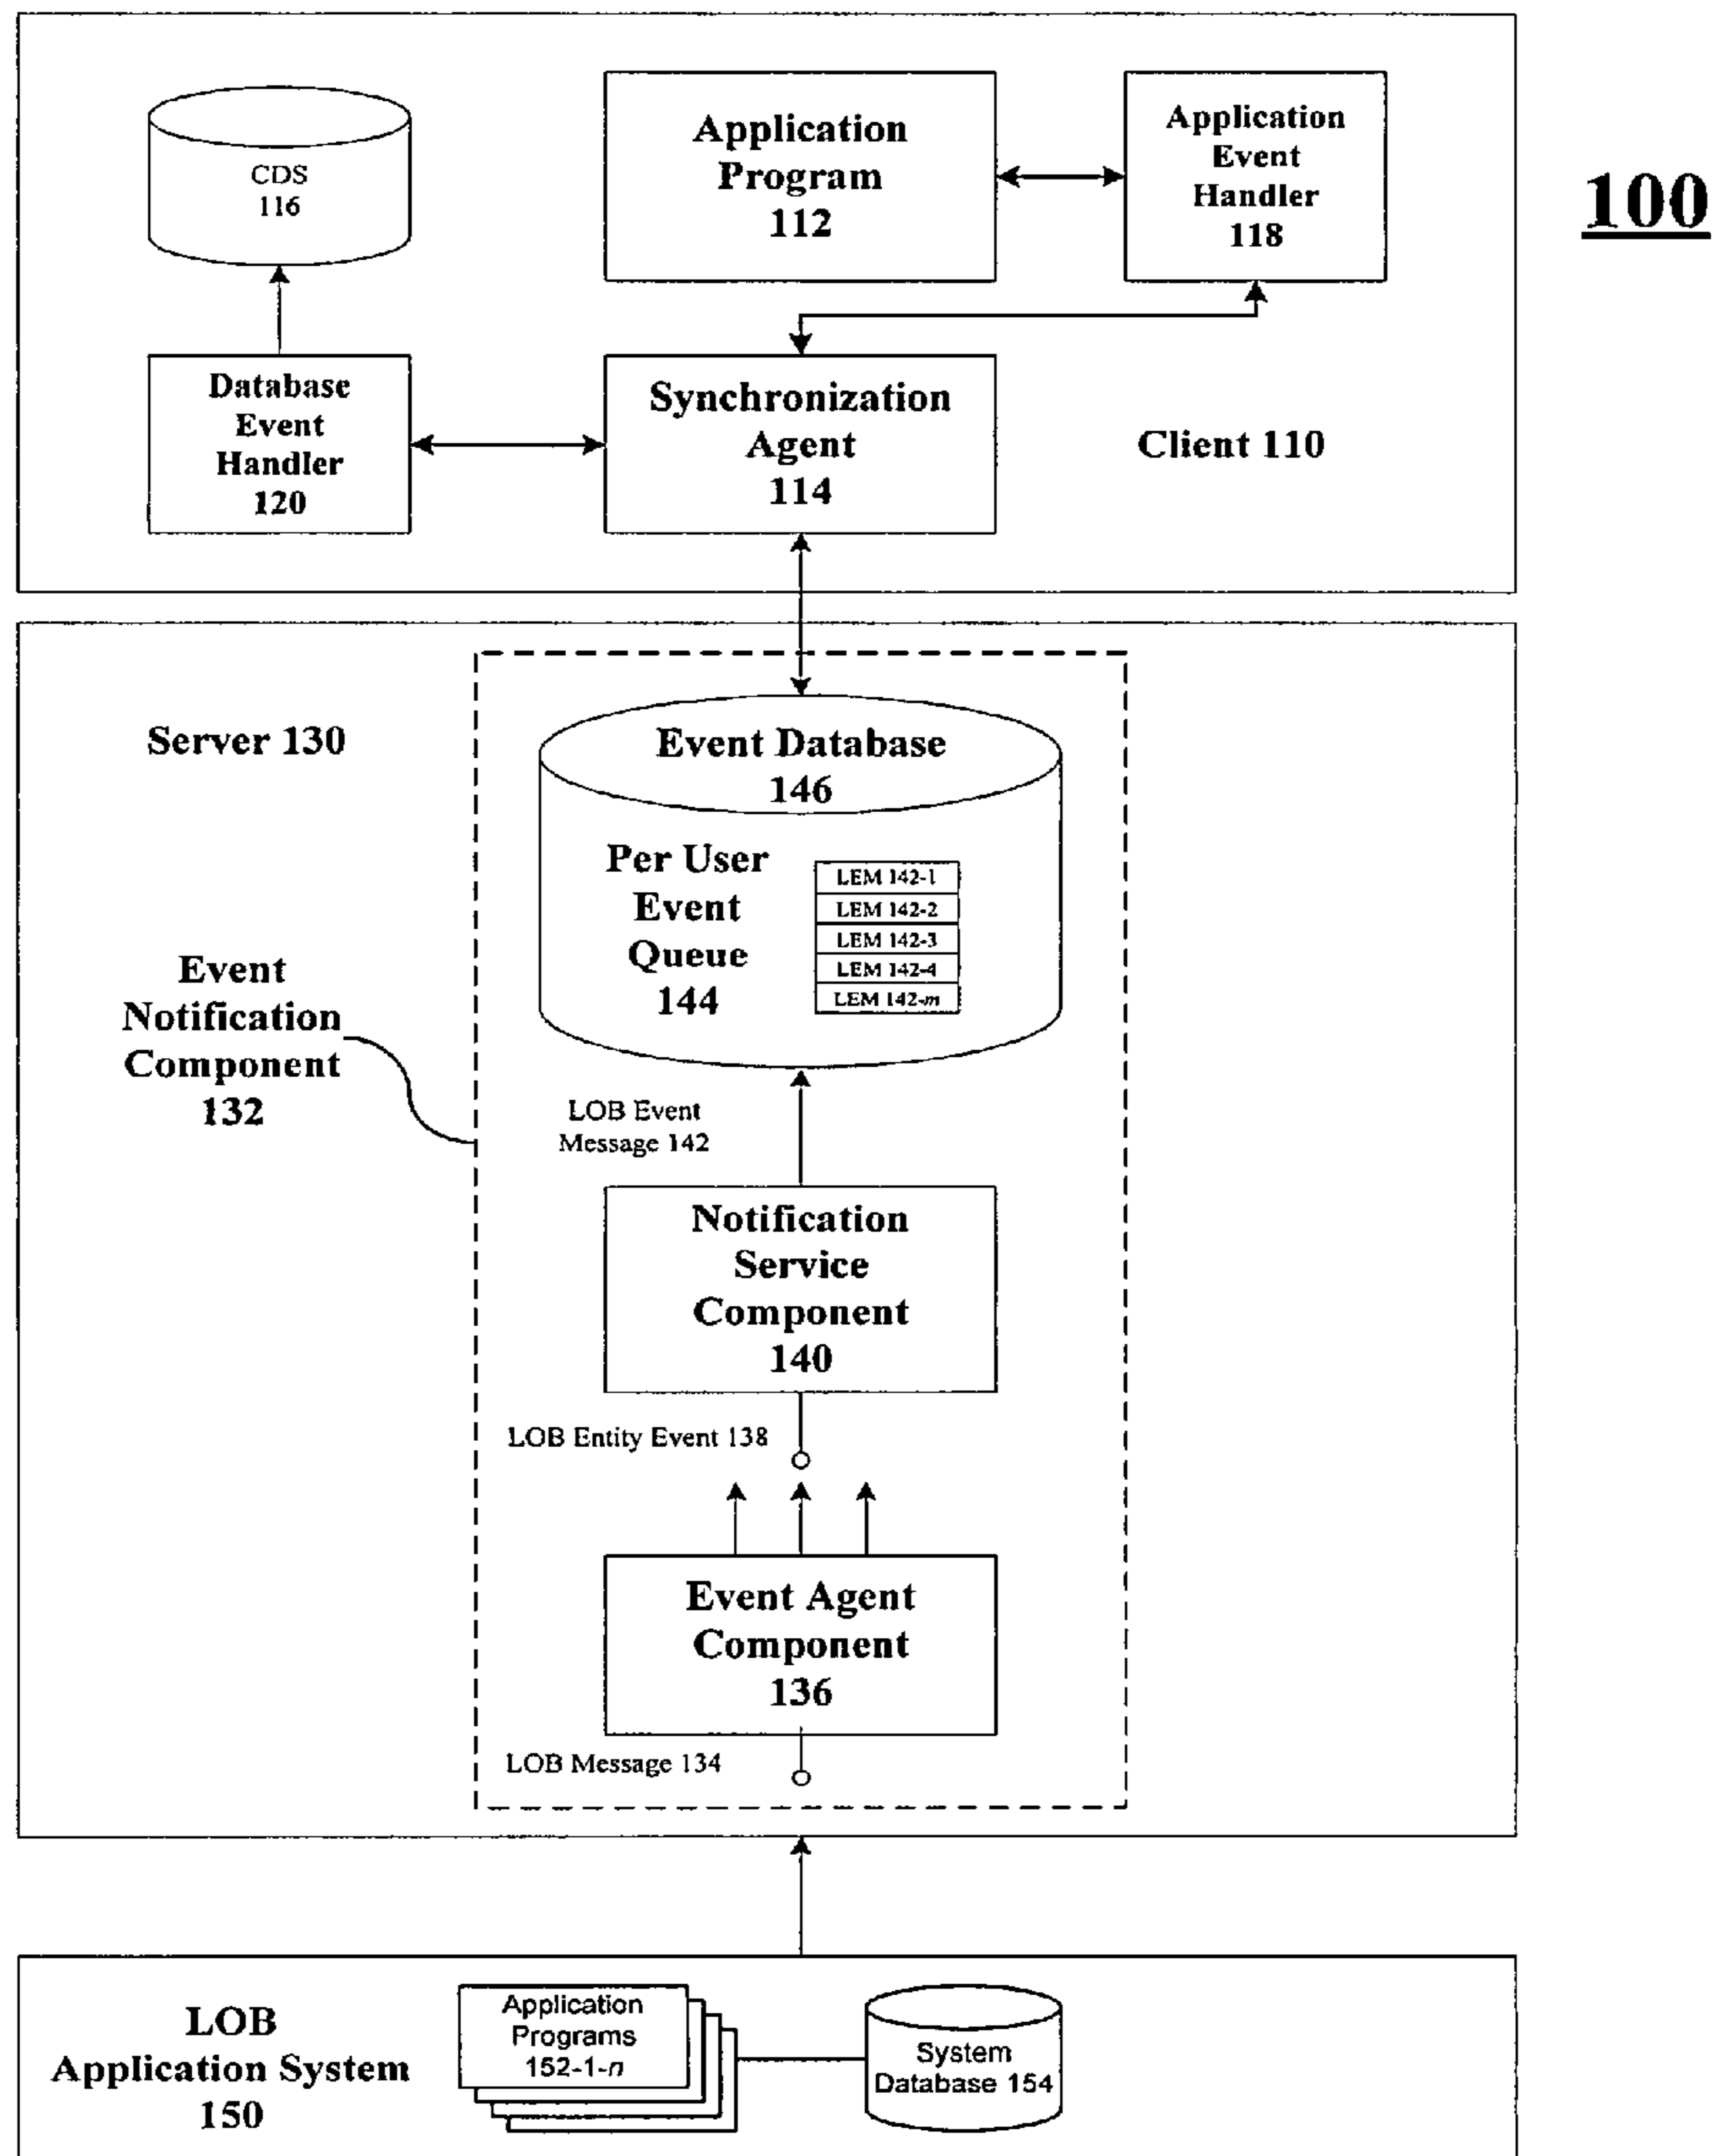 CDS
116
Application
Program
112
Application
Event
Handler
118
100
Database
Event
Handler
120
Synchronization
Agent
114
Client 110
Server 130
Event Database
146
Per User
Event
Queue
144
LEM 142-1
LEM 142-2
LEM 142-3
LEM 142-4
LEM 142-m
Event
Notification
Component
132
LOB Event
Message 142
Notification
Service
Component
140
LOB Entity Event 138
Event Agent
Component
136
LOB Message 134
LOB
Application System
150
Application
Programs
152-1-n
System
Database 154